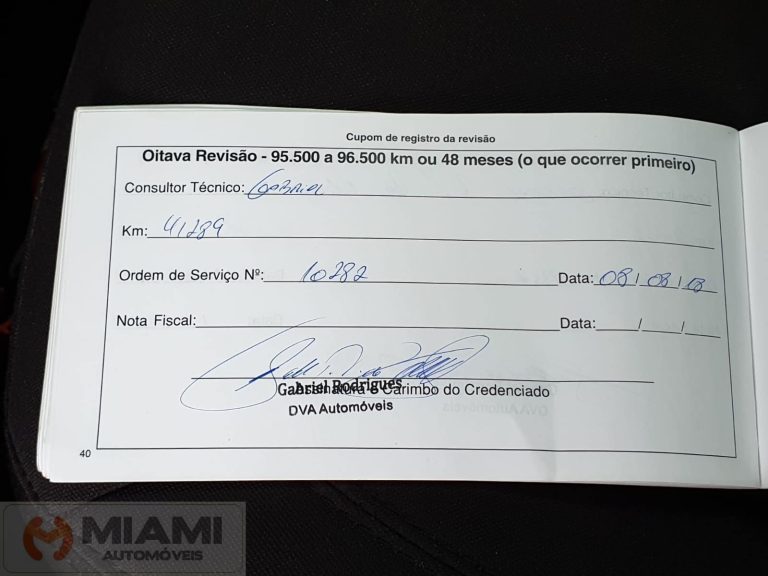 Cupom de registro da revisão
Oitava Revisão - 95.500 a 96.500 km ou 48 meses (o que ocorrer primeiro)
Consultor Técnico: Gabriel
Km: 41289
Ordem de Serviço Nº: 10282 Data: 08/08/18
Nota Fiscal: Data: / /
Assinatura e Carimbo do Credenciado
Gabriel Rodrigues
DVA Automóveis
40
MIAMI
AUTOMÓVEIS